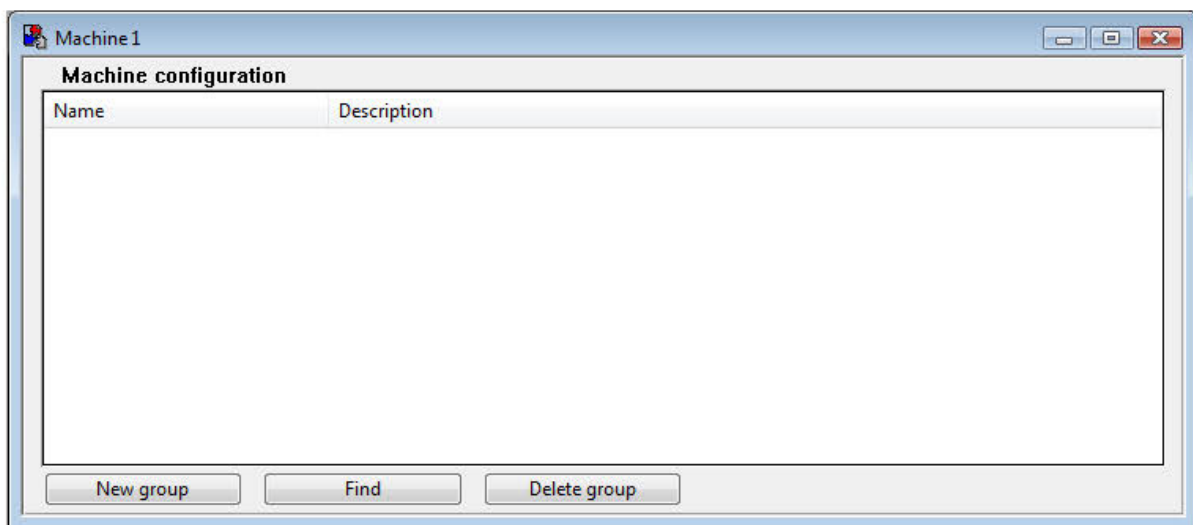 Machine 1
Machine configuration
Name Description
New group Find Delete group